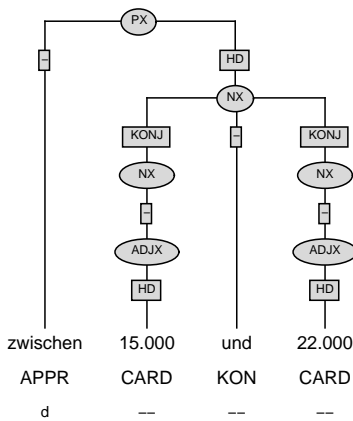 PX
– HD
NX
KONJ – KONJ
NX NX
– –
ADJX ADJX
HD HD
zwischen 15.000 und 22.000
APPR CARD KON CARD
d –– –– ––